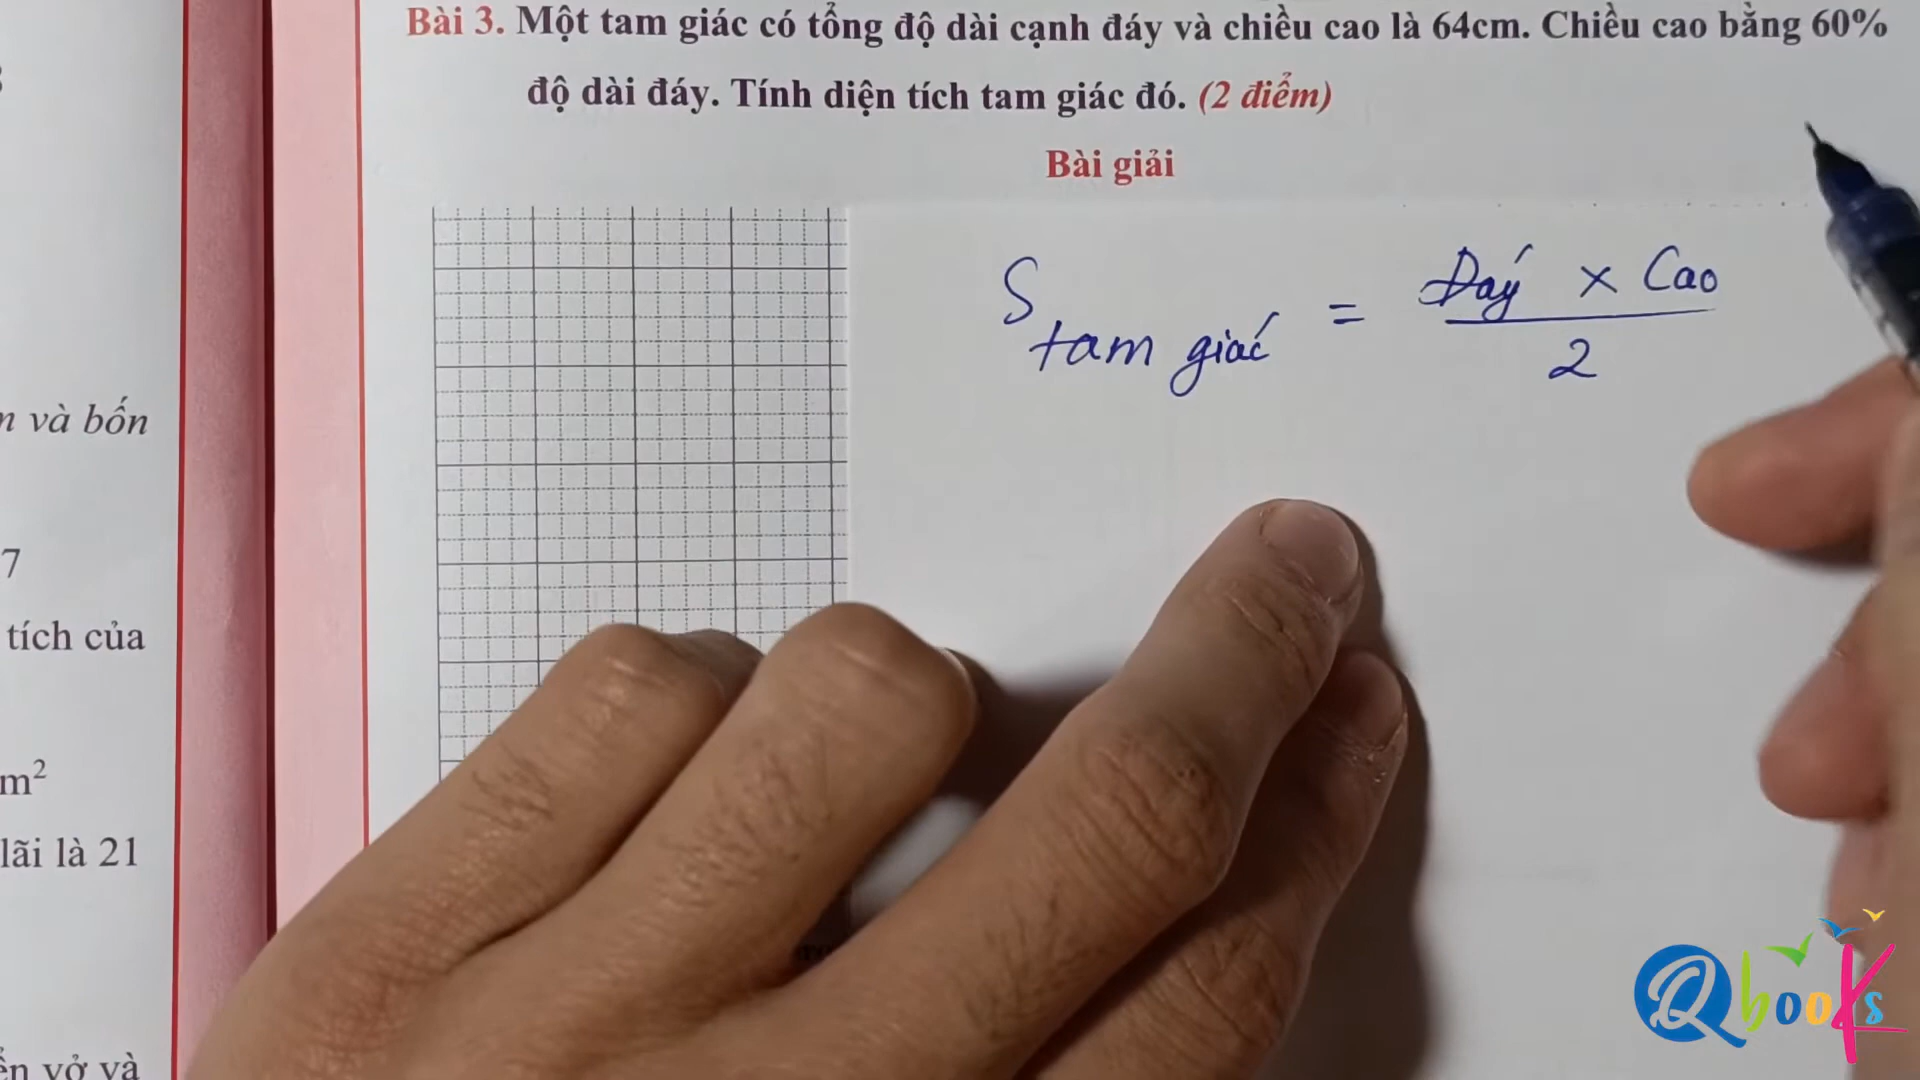 Bài 3. Một tam giác có tổng độ dài cạnh đáy và chiều cao là 64cm. Chiều cao bằng 60%
độ dài đáy. Tính diện tích tam giác đó. (2 điểm)
Bài giải
S tam giác = Đáy x Cao
2
và bốn
7
tích của
m²
lãi là 21
vở và
Qbooks